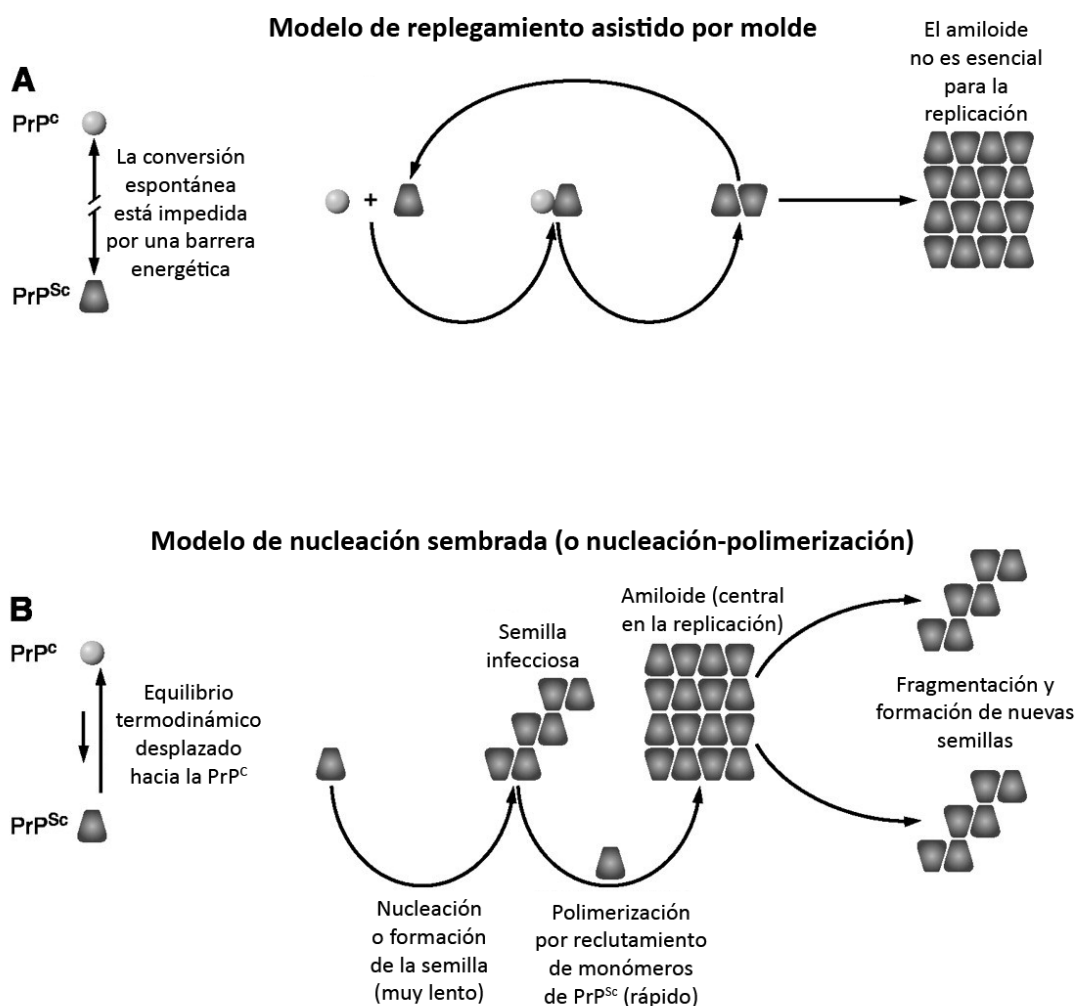 Modelo de replegamiento asistido por molde
A
PrPᶜ
La conversión
espontánea
está impedida
por una barrera
energética
PrPˢᶜ
+
El amiloide
no es esencial
para la
replicación
Modelo de nucleación sembrada (o nucleación-polimerización)
B
PrPᶜ
Equilibrio
termodinámico
desplazado
hacia la PrPᶜ
PrPˢᶜ
Semilla
infecciosa
Amiloide (central
en la replicación)
Fragmentación y
formación de nuevas
semillas
Nucleación
o formación
de la semilla
(muy lento)
Polimerización
por reclutamiento
de monómeros
de PrPˢᶜ (rápido)